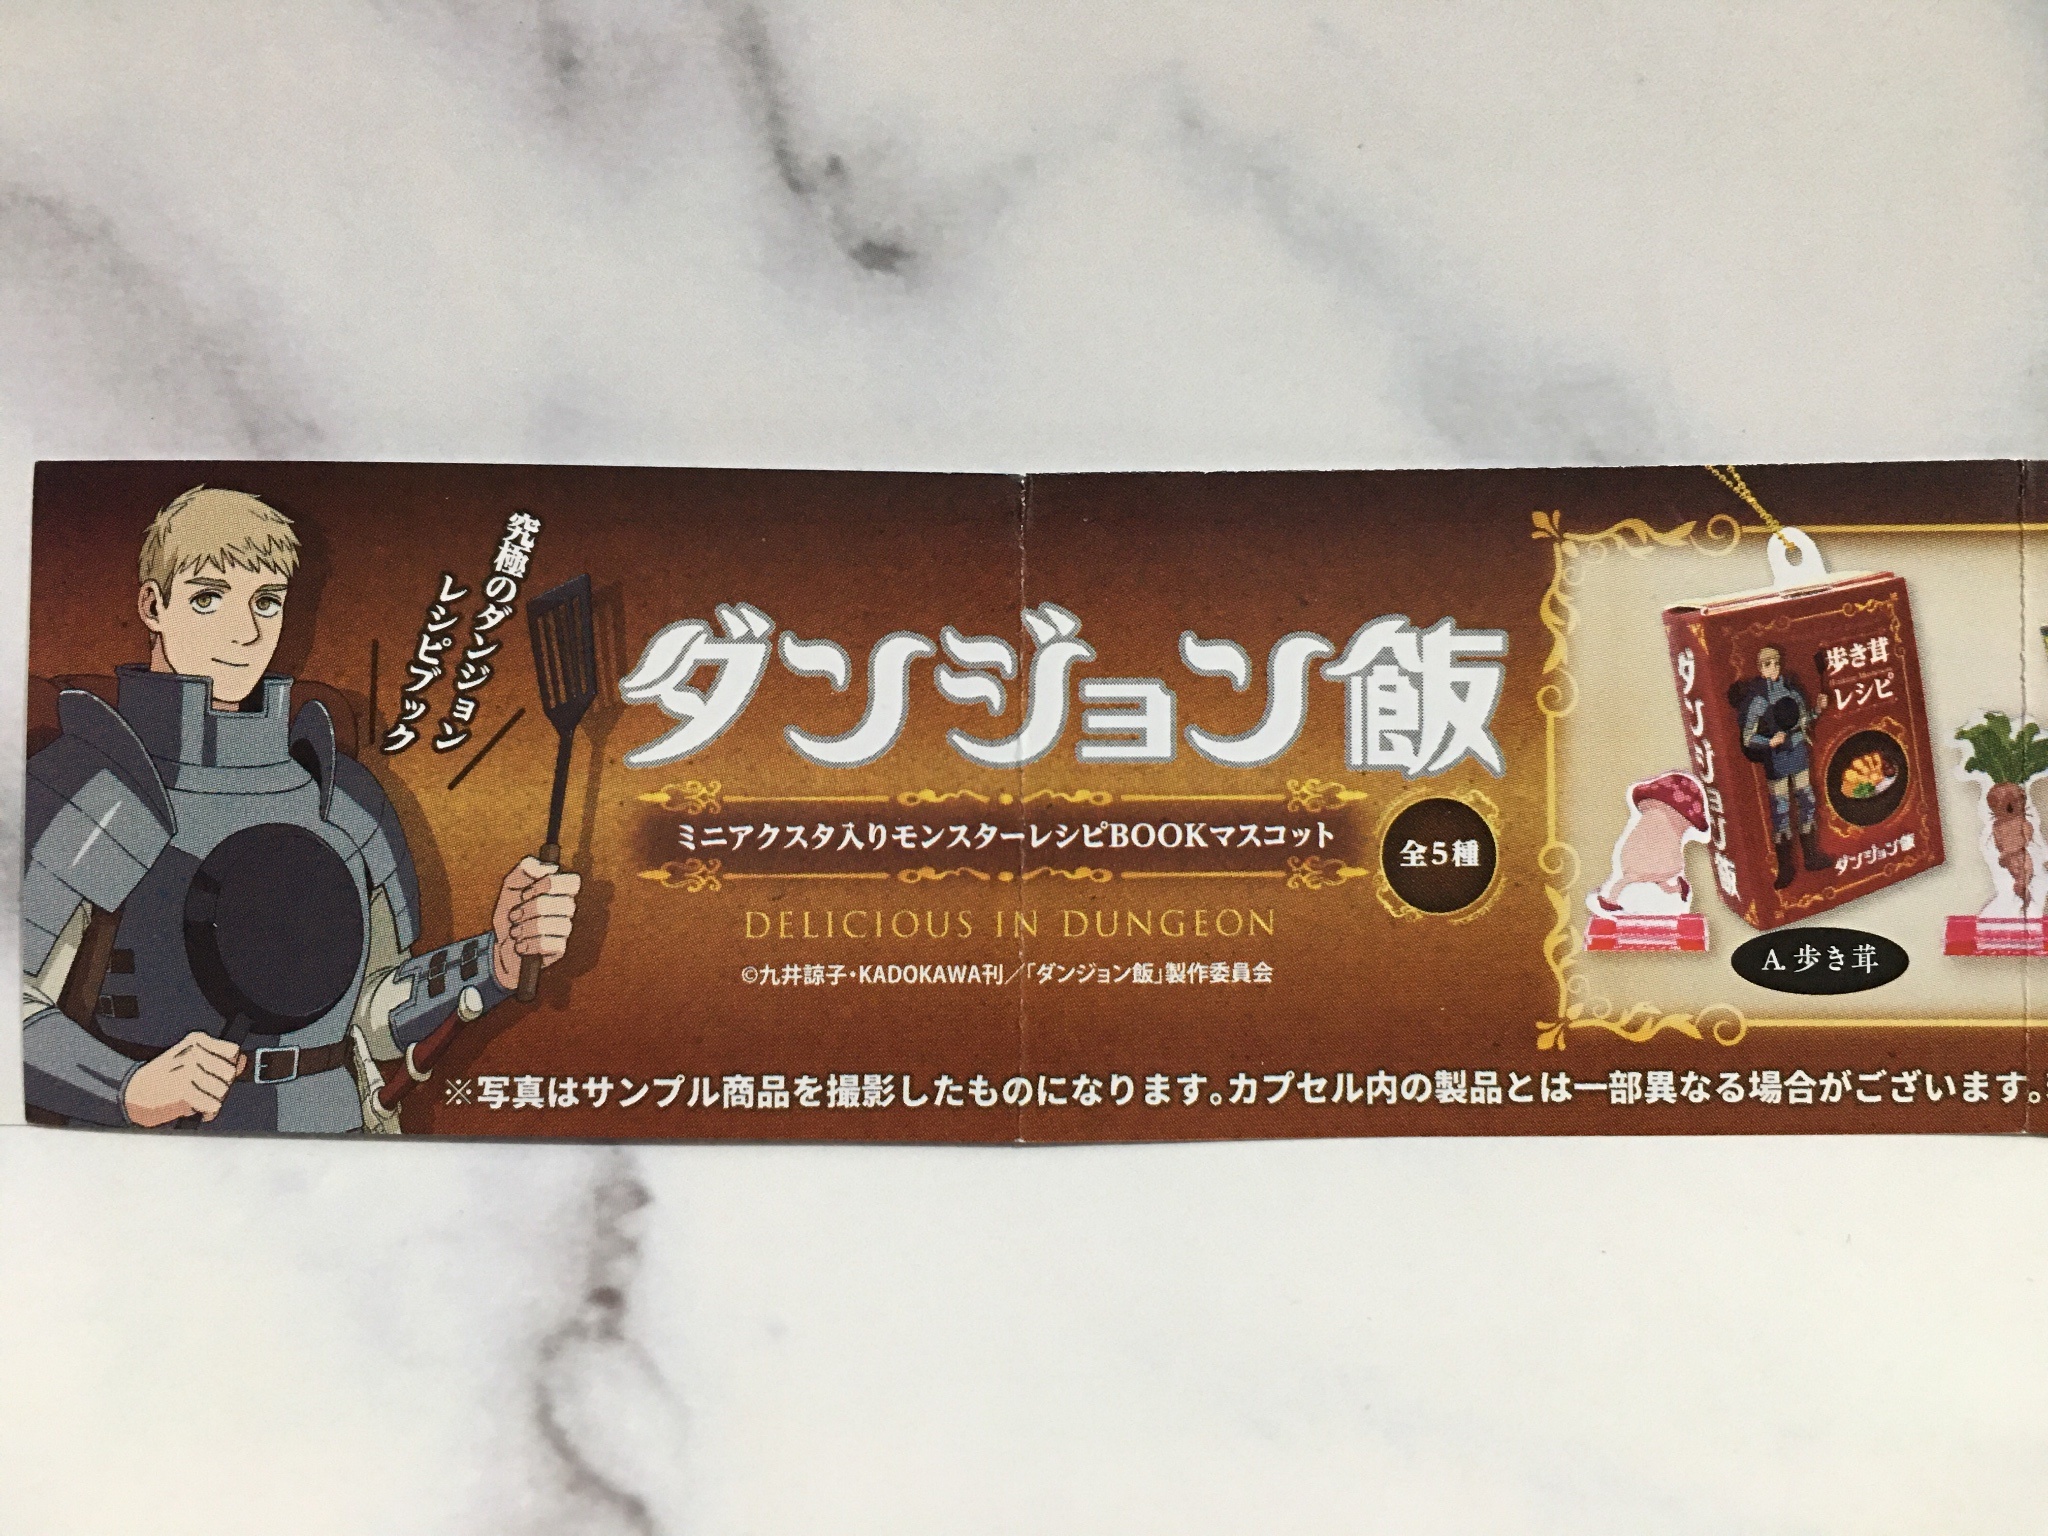 究極のダンジョン
レシピブック
ダンジョン飯
ミニアクスタ入りモンスターレシピBOOKマスコット
全5種
DELICIOUS IN DUNGEON
©九井諒子・KADOKAWA刊／「ダンジョン飯」製作委員会
ダンジョン飯
歩き茸
レシピ
ダンジョン飯
A.歩き茸
※写真はサンプル商品を撮影したものになります。カプセル内の製品とは一部異なる場合がございます。